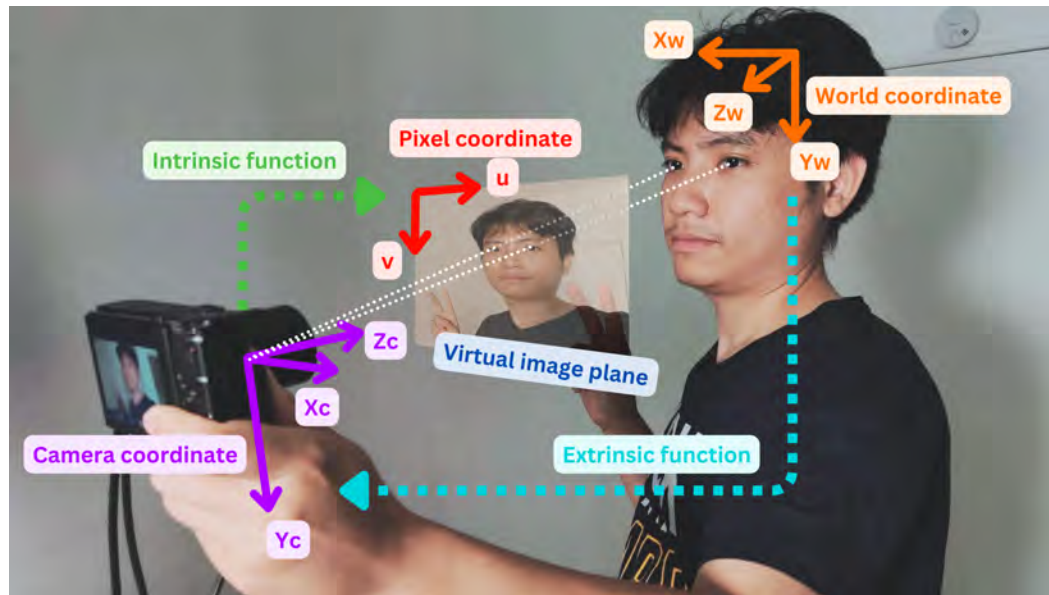 Xw
Zw
World coordinate
Yw
Pixel coordinate
Intrinsic function
u
v
Zc
Virtual image plane
Xc
Camera coordinate
Extrinsic function
Yc